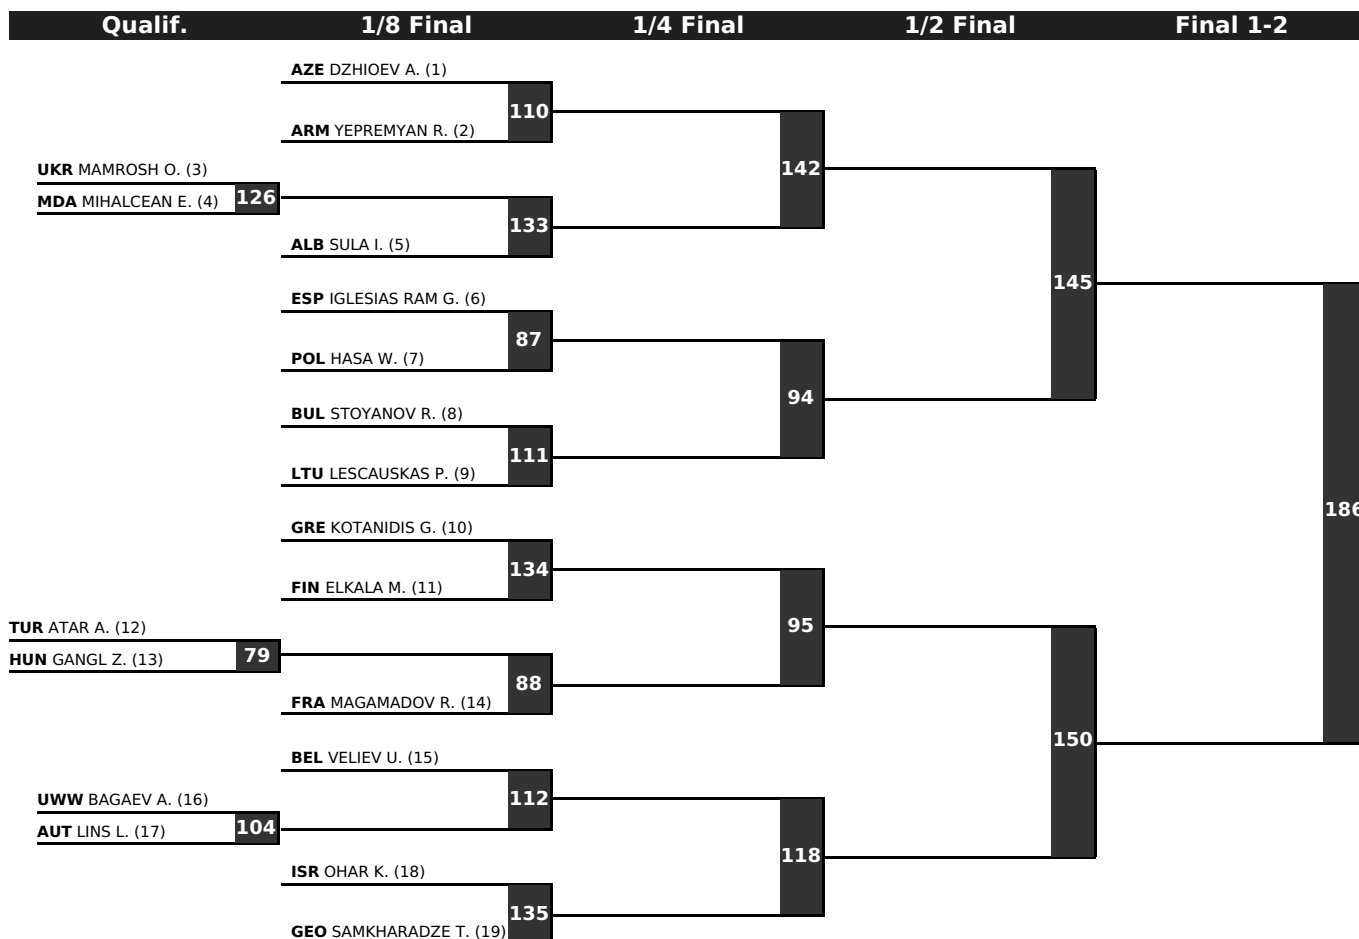 Qualif. 1/8 Final 1/4 Final 1/2 Final Final 1-2
AZE DZHIOEV A. (1)
110
ARM YEPREMYAN R. (2)
142
UKR MAMROSH O. (3)
MDA MIHALCEAN E. (4) 126
133
ALB SULA I. (5)
145
ESP IGLESIAS RAM G. (6)
87
POL HASA W. (7)
94
BUL STOYANOV R. (8)
111
LTU LESCAUSKAS P. (9)
186
GRE KOTANIDIS G. (10)
134
FIN ELKALA M. (11)
95
TUR ATAR A. (12)
HUN GANGL Z. (13) 79
88
FRA MAGAMADOV R. (14)
150
BEL VELIEV U. (15)
112
UWW BAGAEV A. (16)
AUT LINS L. (17) 104
118
ISR OHAR K. (18)
135
GEO SAMKHARADZE T. (19)